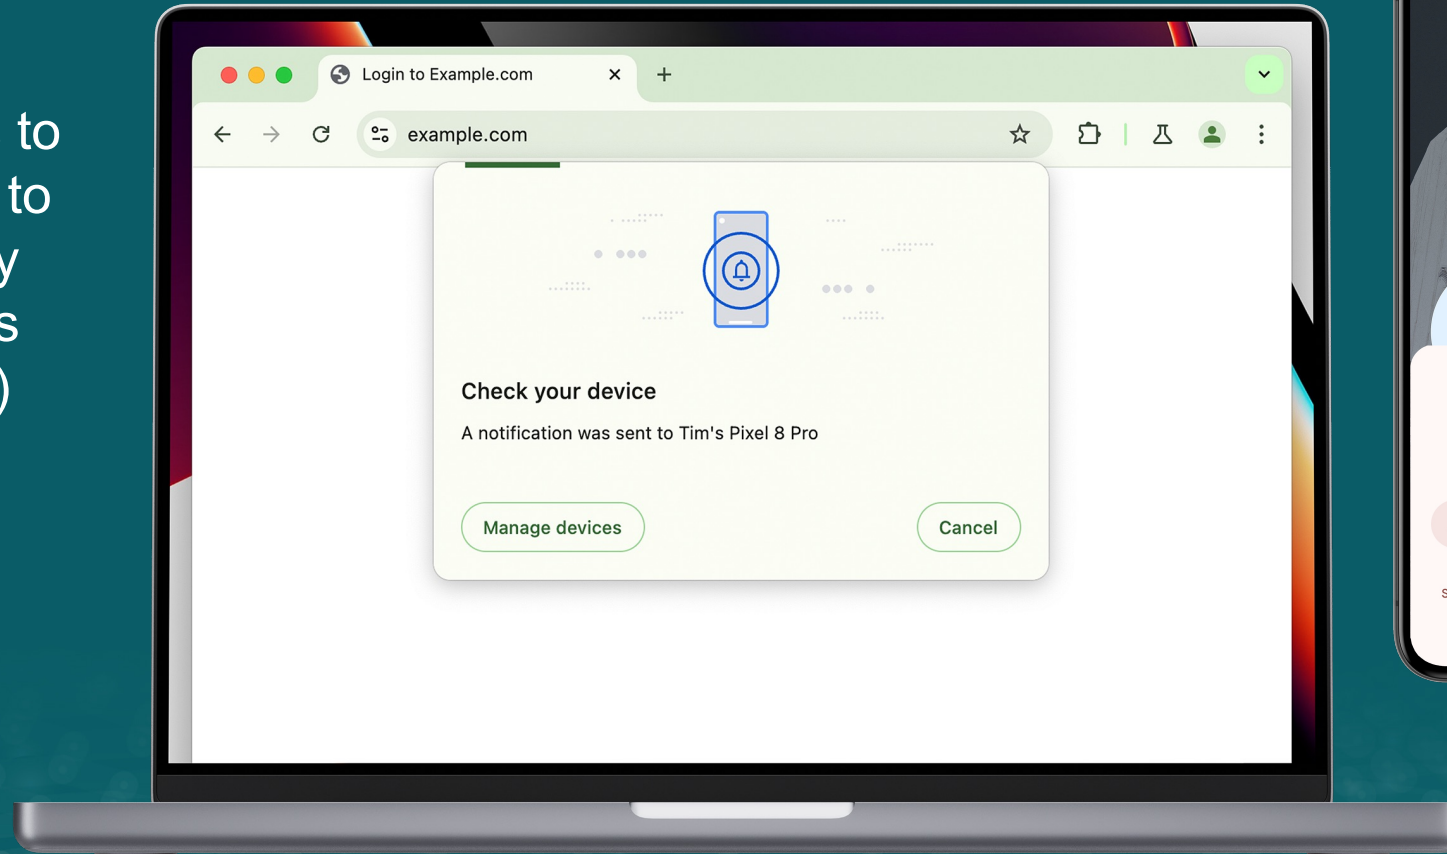 to
to
y
s
)
Login to Example.com
example.com
Check your device
A notification was sent to Tim's Pixel 8 Pro
Manage devices
Cancel
s